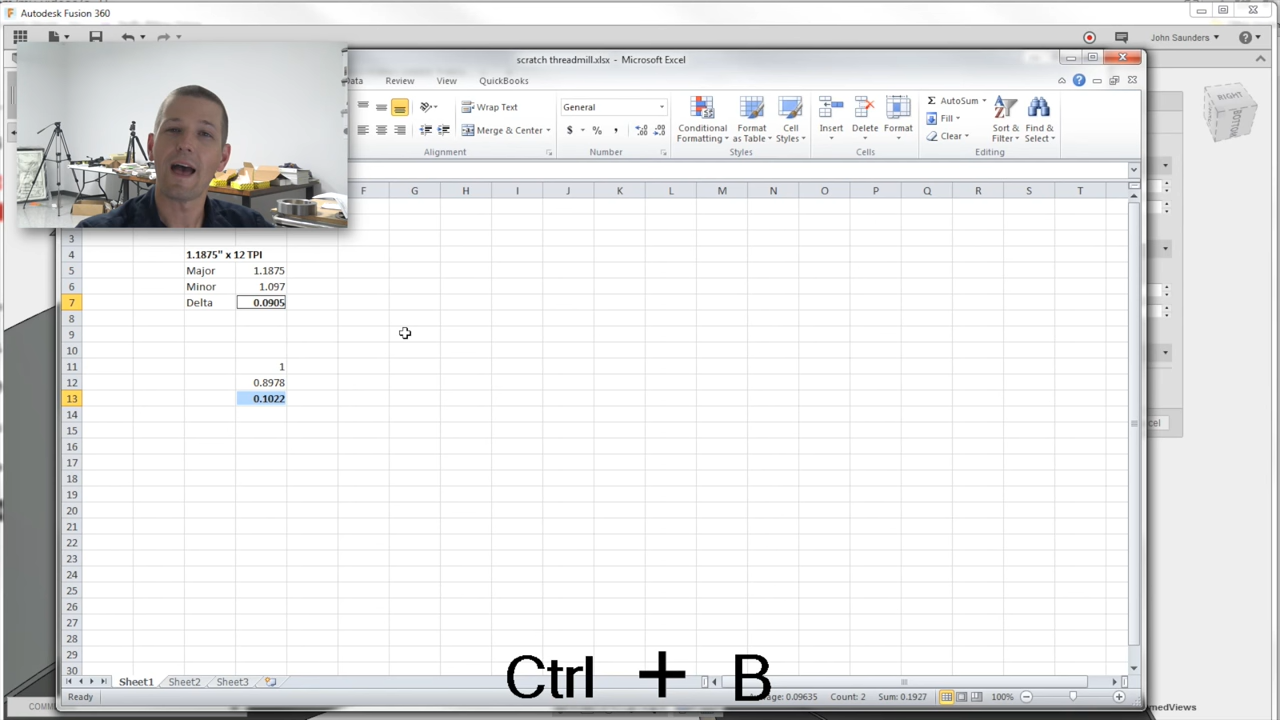 Autodesk Fusion 360
John Saunders
scratch threadmill.xlsx - Microsoft Excel
Review View QuickBooks
Wrap Text
General
Merge & Center
$ % ,
Conditional Formatting
Format as Table
Cell Styles
Insert
Delete
Format
AutoSum
Fill
Clear
Sort & Filter
Find & Select
Alignment
Number
Styles
Cells
Editing
F G H I J K L M N O P Q R S T
RIGHT
BOTTOM
3
4 1.1875" x 12 TPI
5 Major 1.1875
6 Minor 1.097
7 Delta 0.0905
8
9
10
11 1
12 0.8978
13 0.1022
14
15
16
17
18
19
20
21
22
23
24
25
26
27
28
29
30
Sheet1 Sheet2 Sheet3
Ctrl + B
Ready
Average: 0.09635 Count: 2 Sum: 0.1927
100%